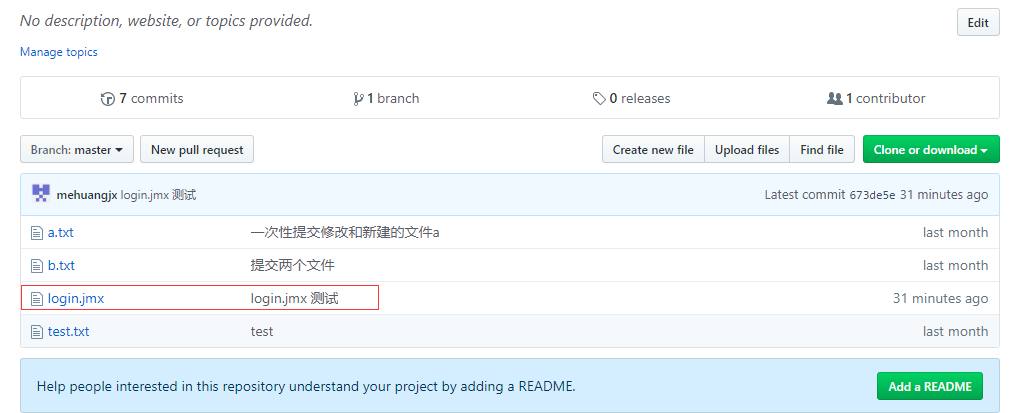 No description, website, or topics provided.
Edit
Manage topics
7 commits
1 branch
0 releases
1 contributor
Branch: master
New pull request
Create new file
Upload files
Find file
Clone or download
mehuangjx login.jmx 测试
Latest commit 673de5e 31 minutes ago
a.txt 一次性提交修改和新建的文件a last month
b.txt 提交两个文件 last month
login.jmx login.jmx 测试 31 minutes ago
test.txt test last month
Help people interested in this repository understand your project by adding a README.
Add a README